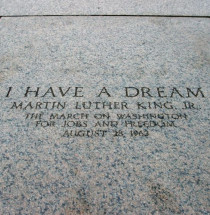 I HAVE A DREAM
MARTIN LUTHER KING, JR.
THE MARCH ON WASHINGTON
FOR JOBS AND FREEDOM
AUGUST 28, 1963